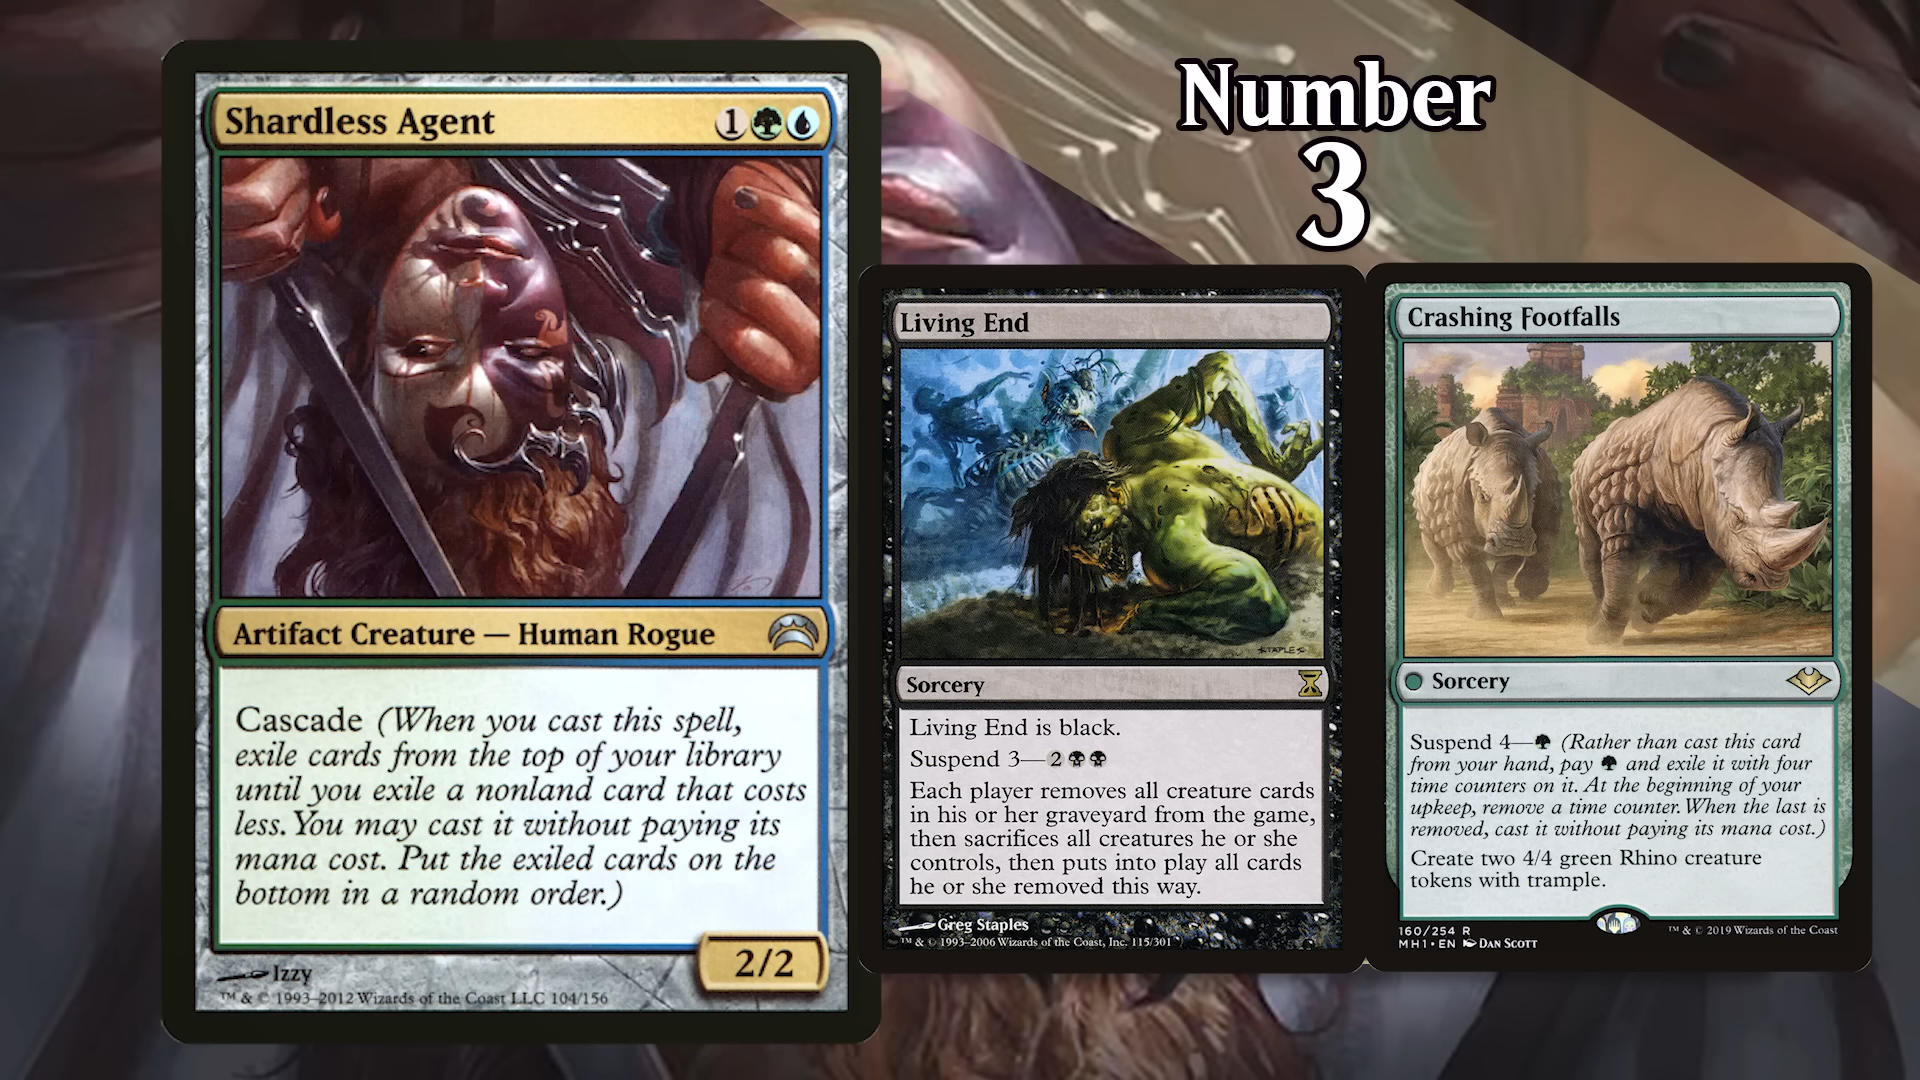 Number
3
Shardless Agent 1
Artifact Creature — Human Rogue
Cascade (When you cast this spell,
exile cards from the top of your library
until you exile a nonland card that costs
less. You may cast it without paying its
mana cost. Put the exiled cards on the
bottom in a random order.)
2/2
Izzy
™ & © 1993–2012 Wizards of the Coast LLC 104/156
Living End
STAPLES
Sorcery
Living End is black.
Suspend 3—2
Each player removes all creature cards
in his or her graveyard from the game,
then sacrifices all creatures he or she
controls, then puts into play all cards
he or she removed this way.
Greg Staples
™ & © 1993–2006 Wizards of the Coast, Inc. 115/301
Crashing Footfalls
Sorcery
Suspend 4— (Rather than cast this card
from your hand, pay and exile it with four
time counters on it. At the beginning of your
upkeep, remove a time counter. When the last is
removed, cast it without paying its mana cost.)
Create two 4/4 green Rhino creature
tokens with trample.
160/254 R
MH1 • EN Dan Scott
™ & © 2019 Wizards of the Coast